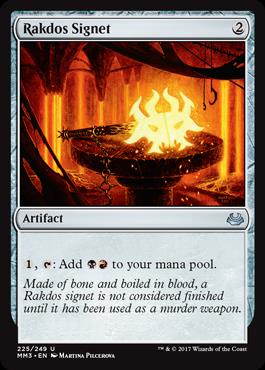 Rakdos Signet 2
Artifact
1, T: Add BR to your mana pool.
Made of bone and boiled in blood, a
Rakdos signet is not considered finished
until it has been used as a murder weapon.
225/249 U
MM3 • EN Martina Pilcerova
™ & © 2017 Wizards of the Coast